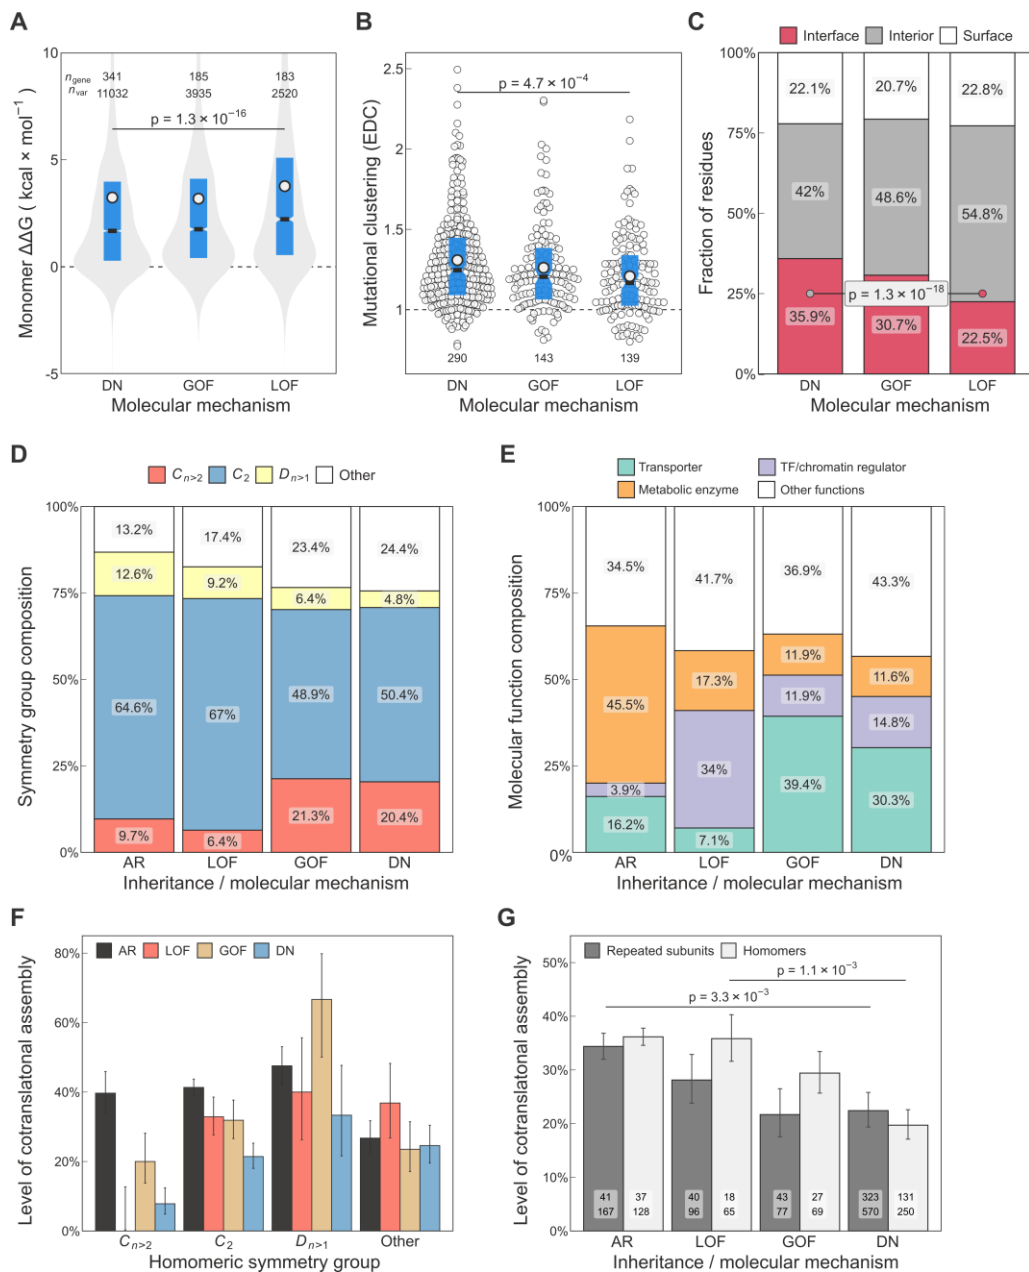 A
Monomer ΔΔG ( kcal × mol⁻¹ )
10
5
0
-5
n_gene 341 185 183
n_var 11032 3935 2520
p = 1.3 × 10⁻¹⁶
DN GOF LOF
Molecular mechanism
B
Mutational clustering (EDC)
2.5
2
1.5
1
p = 4.7 × 10⁻⁴
290 143 139
DN GOF LOF
Molecular mechanism
C
Interface Interior Surface
Fraction of residues
100%
75%
50%
25%
0%
22.1% 20.7% 22.8%
42% 48.6% 54.8%
p = 1.3 × 10⁻¹⁸
35.9% 30.7% 22.5%
DN GOF LOF
Molecular mechanism
D
C_n>2 C_2 D_n>1 Other
Symmetry group composition
100%
75%
50%
25%
0%
13.2% 17.4% 23.4% 24.4%
12.6% 9.2% 6.4% 4.8%
64.6% 67% 48.9% 50.4%
9.7% 6.4% 21.3% 20.4%
AR LOF GOF DN
Inheritance / molecular mechanism
E
Transporter TF/chromatin regulator
Metabolic enzyme Other functions
Molecular function composition
100%
75%
50%
25%
0%
34.5% 41.7% 36.9% 43.3%
45.5% 17.3% 11.9% 11.6%
3.9% 34% 11.9% 14.8%
16.2% 7.1% 39.4% 30.3%
AR LOF GOF DN
Inheritance / molecular mechanism
F
AR LOF GOF DN
Level of cotranslatonal assembly
80%
60%
40%
20%
0%
C_n>2 C_2 D_n>1 Other
Homomeric symmetry group
G
Repeated subunits Homomers
Level of cotranslatonal assembly
50%
40%
30%
20%
10%
0%
p = 1.1 × 10⁻³
p = 3.3 × 10⁻³
41 37 40 18 43 27 323 131
167 128 96 65 77 69 570 250
AR LOF GOF DN
Inheritance / molecular mechanism